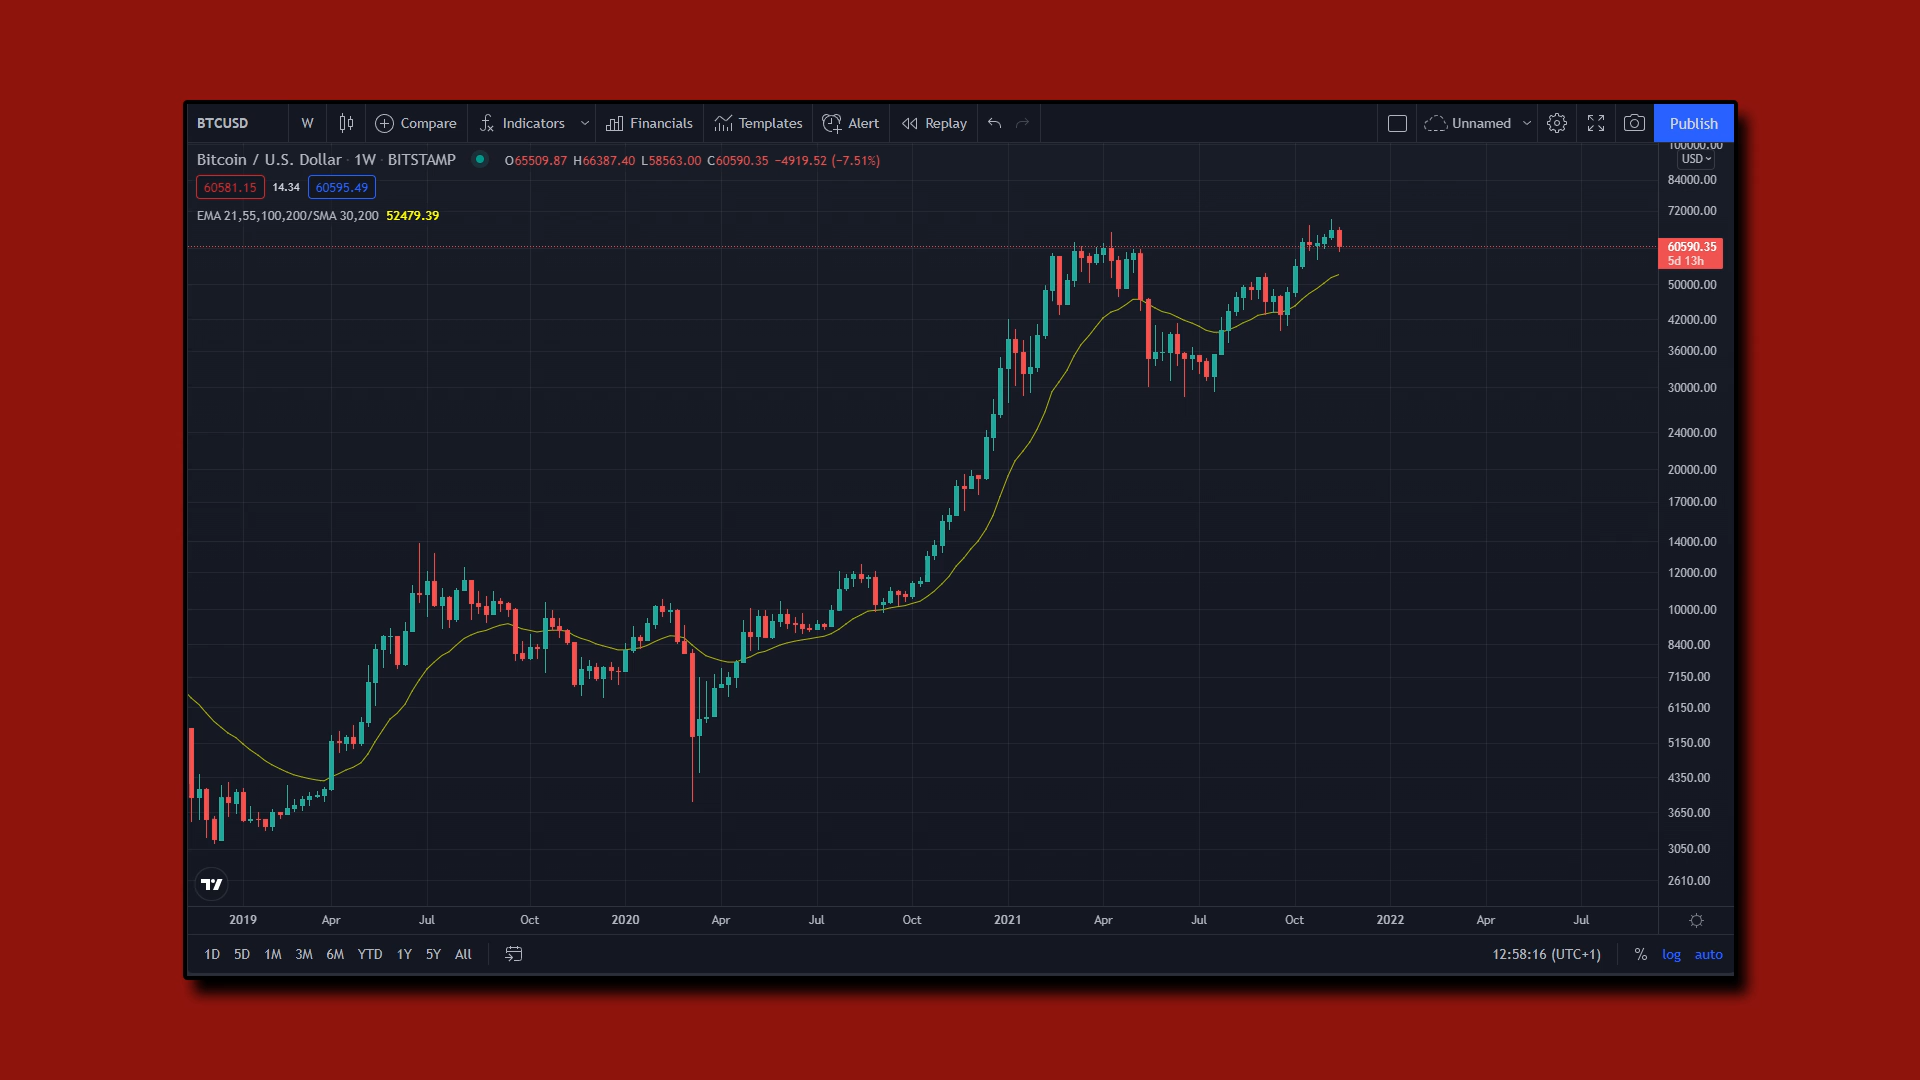 BTCUSD W Compare Indicators Financials Templates Alert Replay Unnamed Publish
Bitcoin / U.S. Dollar · 1W · BITSTAMP O65509.87 H66387.40 L58563.00 C60590.35 −4919.52 (−7.51%)
60581.15 14.34 60595.49
EMA 21,55,100,200/SMA 30,200 52479.39
100000.00
USD
84000.00
72000.00
60590.35
5d 13h
50000.00
42000.00
36000.00
30000.00
24000.00
20000.00
17000.00
14000.00
12000.00
10000.00
8400.00
7150.00
6150.00
5150.00
4350.00
3650.00
3050.00
2610.00
2019 Apr Jul Oct 2020 Apr Jul Oct 2021 Apr Jul Oct 2022 Apr Jul
1D 5D 1M 3M 6M YTD 1Y 5Y All 12:58:16 (UTC+1) % log auto